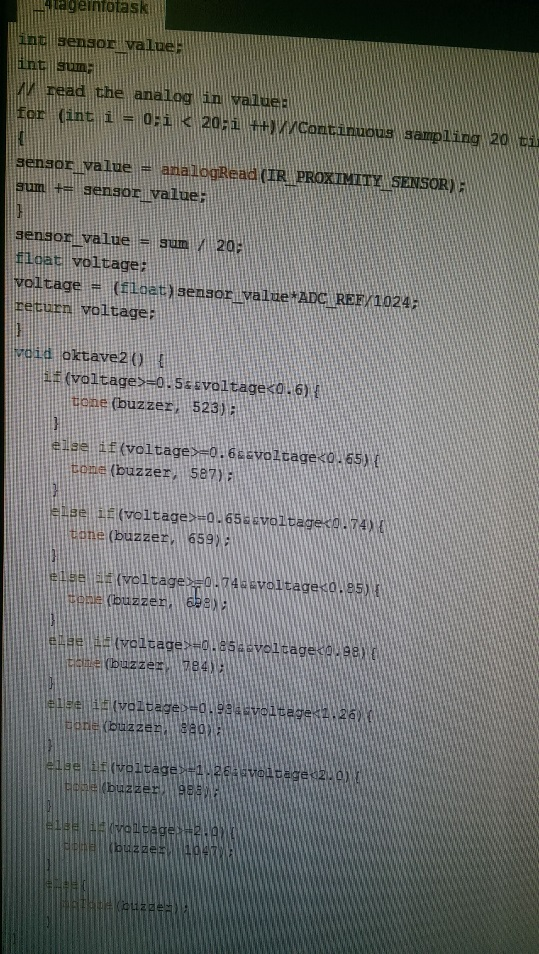 _4tageinfotask
int sensor_value;
int sum;
// read the analog in value:
for (int i = 0;i < 20;i ++)//Continuous sampling 20
{
sensor_value = analogRead(IR_PROXIMITY_SENSOR);
sum += sensor_value;
}
sensor_value = sum / 20;
float voltage;
voltage = (float)sensor_value*ADC_REF/1024;
return voltage;
}
void oktave2() {
if(voltage>=0.5&&voltage<0.6){
tone(buzzer, 523);
}
else if(voltage>=0.6&&voltage<0.65){
tone(buzzer, 587);
}
else if(voltage>=0.65&&voltage<0.74){
tone(buzzer, 659);
}
else if(voltage>=0.74&&voltage<0.85){
tone(buzzer, 698);
}
else if(voltage>=0.85&&voltage<0.98){
tone(buzzer, 784);
}
else if(voltage>=0.98&&voltage<1.26){
tone(buzzer, 880);
}
else if(voltage>=1.26&&voltage<2.0){
tone(buzzer, 988);
}
else if(voltage>=2.0){
tone (buzzer, 1047);
}
else{
noTone(buzzer);
}
}